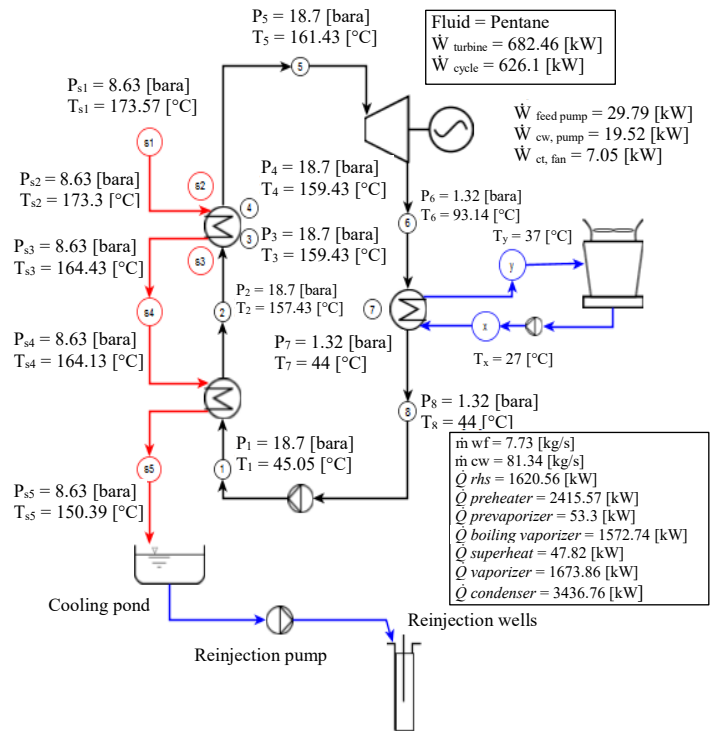 P5 = 18.7 [bara]
T5 = 161.43 [°C]
Fluid = Pentane
Ẇ turbine = 682.46 [kW]
Ẇ cycle = 626.1 [kW]
Ps1 = 8.63 [bara]
Ts1 = 173.57 [°C]
5
Ẇ feed pump = 29.79 [kW]
Ẇ cw, pump = 19.52 [kW]
Ẇ ct, fan = 7.05 [kW]
s1
Ps2 = 8.63 [bara]
Ts2 = 173.3 [°C]
s2
P4 = 18.7 [bara]
T4 = 159.43 [°C]
4
P6 = 1.32 [bara]
T6 = 93.14 [°C]
6
Ty = 37 [°C]
Ps3 = 8.63 [bara]
Ts3 = 164.43 [°C]
3
s3
P3 = 18.7 [bara]
T3 = 159.43 [°C]
y
P2 = 18.7 [bara]
T2 = 157.43 [°C]
2
s4
7
x
P7 = 1.32 [bara]
T7 = 44 [°C]
Tx = 27 [°C]
Ps4 = 8.63 [bara]
Ts4 = 164.13 [°C]
P8 = 1.32 [bara]
T8 = 44 [°C]
8
s5
1
P1 = 18.7 [bara]
T1 = 45.05 [°C]
ṁ wf = 7.73 [kg/s]
ṁ cw = 81.34 [kg/s]
Q̇ rhs = 1620.56 [kW]
Q̇ preheater = 2415.57 [kW]
Q̇ prevaporizer = 53.3 [kW]
Q̇ boiling vaporizer = 1572.74 [kW]
Q̇ superheat = 47.82 [kW]
Q̇ vaporizer = 1673.86 [kW]
Q̇ condenser = 3436.76 [kW]
Ps5 = 8.63 [bara]
Ts5 = 150.39 [°C]
Cooling pond
Reinjection wells
Reinjection pump